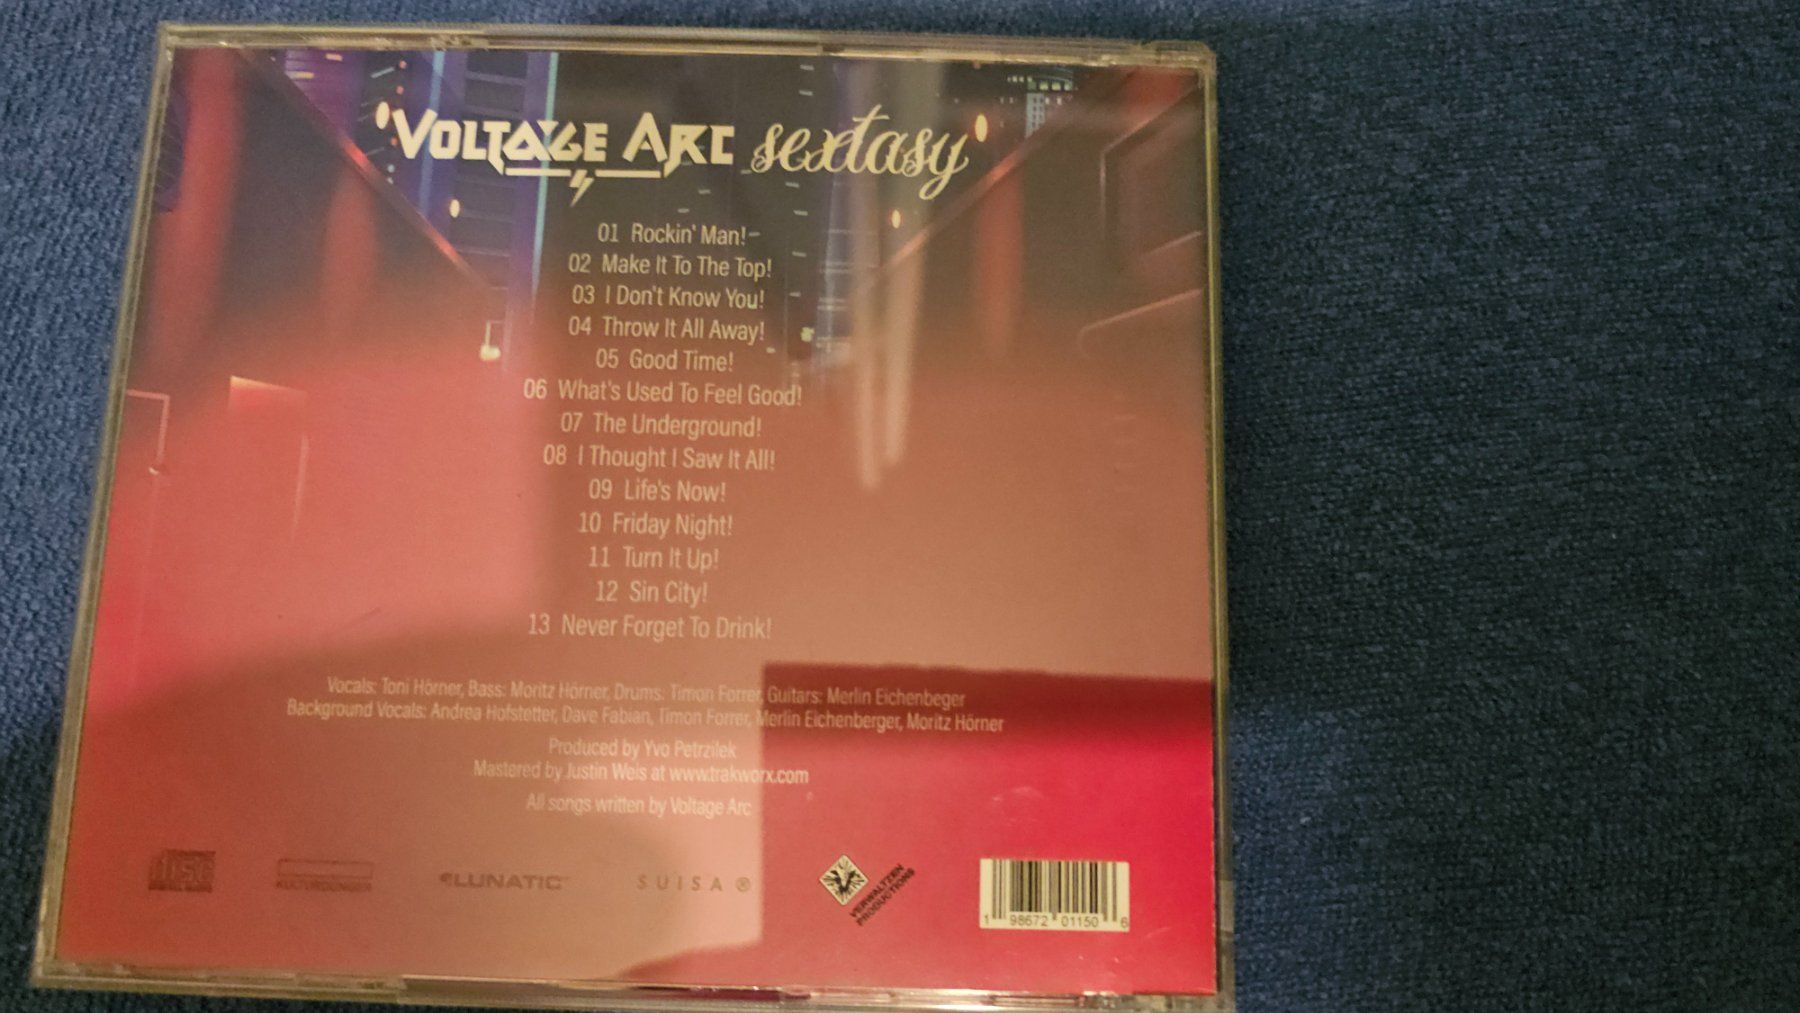 VOLTAGE ARC sextasy
01 Rockin' Man!
02 Make It To The Top!
03 I Don't Know You!
04 Throw It All Away!
05 Good Time!
06 What's Used To Feel Good!
07 The Underground!
08 I Thought I Saw It All!
09 Life's Now!
10 Friday Night!
11 Turn It Up!
12 Sin City!
13 Never Forget To Drink!
Vocals: Toni Hörner, Bass: Moritz Hörner, Drums: Timon Forrer, Guitars: Merlin Eichenbeger
Background Vocals: Andrea Hofstetter, Dave Fabian, Timon Forrer, Merlin Eichenberger, Moritz Hörner
Produced by Yvo Petrzilek
Mastered by Justin Weis at www.trakworx.com
All songs written by Voltage Arc
disc KULTURDÜNGER LUNATIC SUISA ® VERWALTZEN PRODUCTIONS
1 98672 01150 6